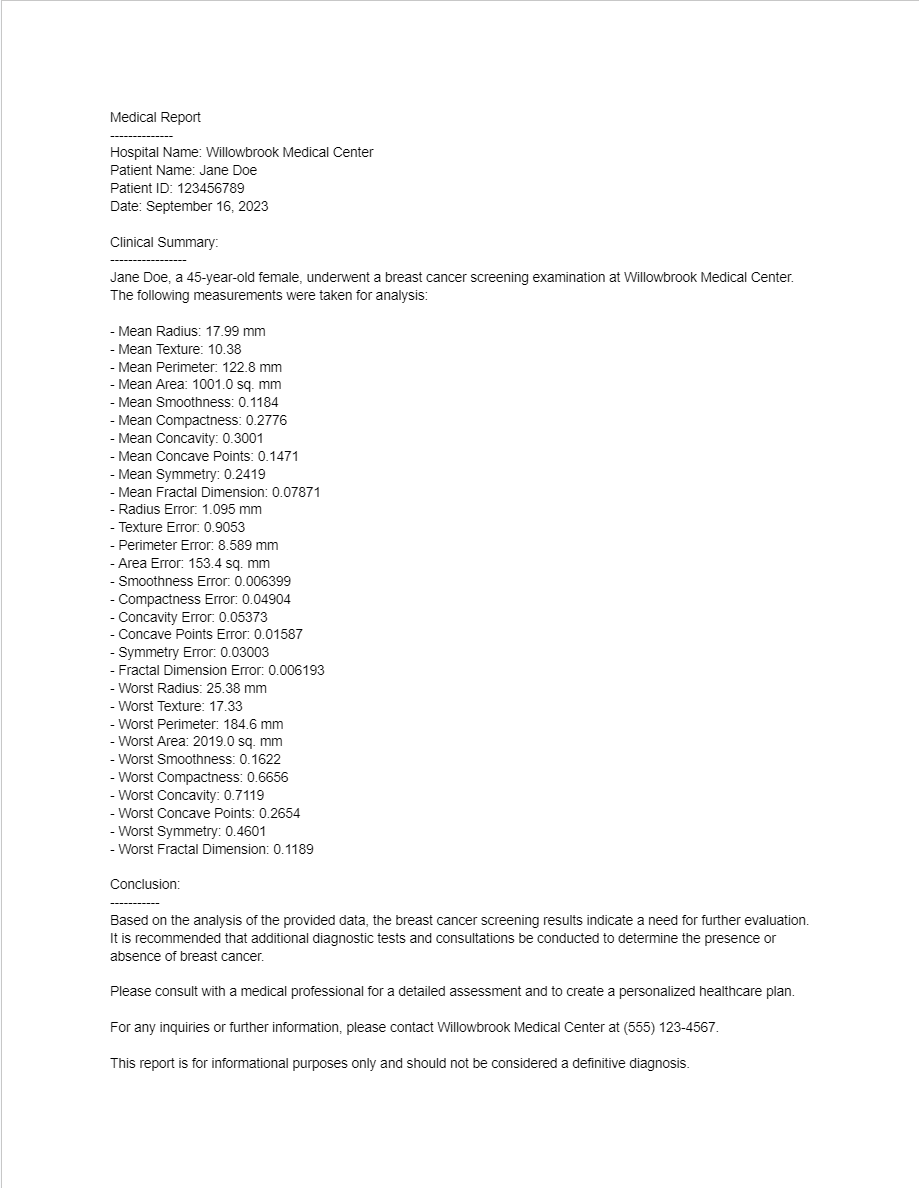 Medical Report
--------------
Hospital Name: Willowbrook Medical Center
Patient Name: Jane Doe
Patient ID: 123456789
Date: September 16, 2023
Clinical Summary:
-----------------
Jane Doe, a 45-year-old female, underwent a breast cancer screening examination at Willowbrook Medical Center.
The following measurements were taken for analysis:
- Mean Radius: 17.99 mm
- Mean Texture: 10.38
- Mean Perimeter: 122.8 mm
- Mean Area: 1001.0 sq. mm
- Mean Smoothness: 0.1184
- Mean Compactness: 0.2776
- Mean Concavity: 0.3001
- Mean Concave Points: 0.1471
- Mean Symmetry: 0.2419
- Mean Fractal Dimension: 0.07871
- Radius Error: 1.095 mm
- Texture Error: 0.9053
- Perimeter Error: 8.589 mm
- Area Error: 153.4 sq. mm
- Smoothness Error: 0.006399
- Compactness Error: 0.04904
- Concavity Error: 0.05373
- Concave Points Error: 0.01587
- Symmetry Error: 0.03003
- Fractal Dimension Error: 0.006193
- Worst Radius: 25.38 mm
- Worst Texture: 17.33
- Worst Perimeter: 184.6 mm
- Worst Area: 2019.0 sq. mm
- Worst Smoothness: 0.1622
- Worst Compactness: 0.6656
- Worst Concavity: 0.7119
- Worst Concave Points: 0.2654
- Worst Symmetry: 0.4601
- Worst Fractal Dimension: 0.1189
Conclusion:
-----------
Based on the analysis of the provided data, the breast cancer screening results indicate a need for further evaluation.
It is recommended that additional diagnostic tests and consultations be conducted to determine the presence or
absence of breast cancer.
Please consult with a medical professional for a detailed assessment and to create a personalized healthcare plan.
For any inquiries or further information, please contact Willowbrook Medical Center at (555) 123-4567.
This report is for informational purposes only and should not be considered a definitive diagnosis.